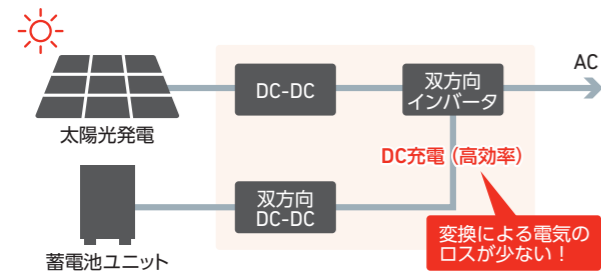 太陽光発電
DC-DC
双方向
インバータ
AC
DC充電（高効率）
双方向
DC-DC
蓄電池ユニット
変換による電気の
ロスが少ない！